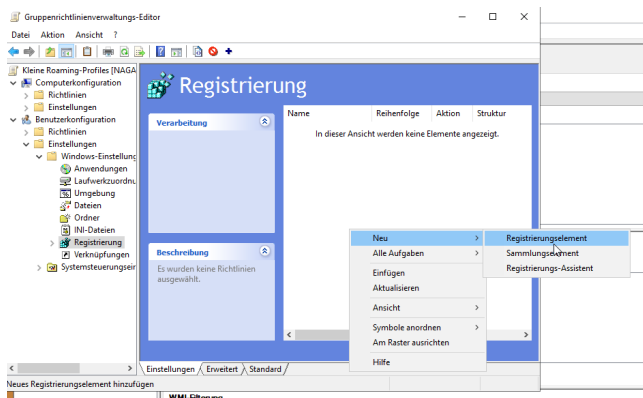 Gruppenrichtlinienverwaltungs-Editor
Datei Aktion Ansicht ?
Kleine Roaming-Profiles [NAGA
Computerkonfiguration
Richtlinien
Einstellungen
Benutzerkonfiguration
Richtlinien
Einstellungen
Windows-Einstellung
Anwendungen
Laufwerkzuordnu
Umgebung
Dateien
Ordner
INI-Dateien
Registrierung
Verknüpfungen
Systemsteuerungseir
Registrierung
Verarbeitung
Beschreibung
Es wurden keine Richtlinien
ausgewählt.
Name Reihenfolge Aktion Struktur
In dieser Ansicht werden keine Elemente angezeigt.
Neu
Alle Aufgaben
Einfügen
Aktualisieren
Ansicht
Symbole anordnen
Am Raster ausrichten
Hilfe
Registrierungselement
Sammlungselement
Registrierungs-Assistent
Einstellungen Erweitert Standard
Neues Registrierungselement hinzufügen
WMI-Filterung